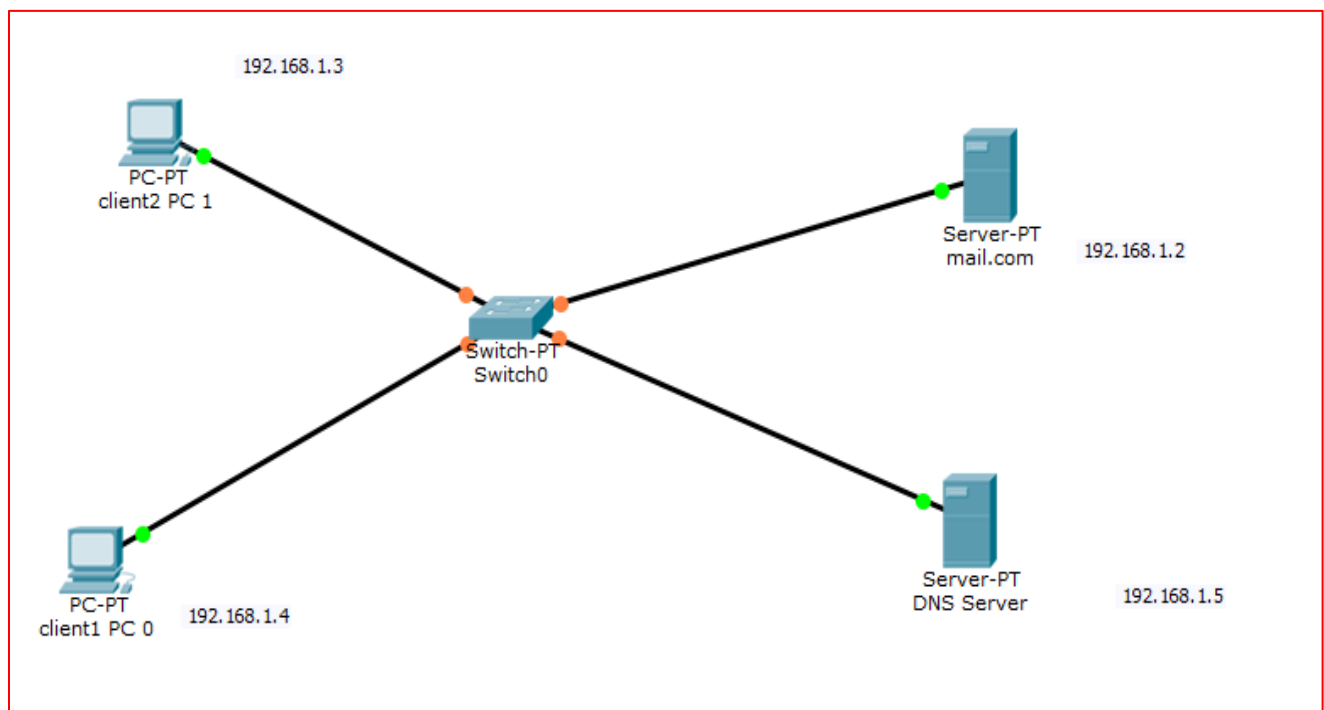 192.168.1.3
PC-PT
client2 PC 1
Server-PT
mail.com
192.168.1.2
Switch-PT
Switch0
PC-PT
client1 PC 0
192.168.1.4
Server-PT
DNS Server
192.168.1.5